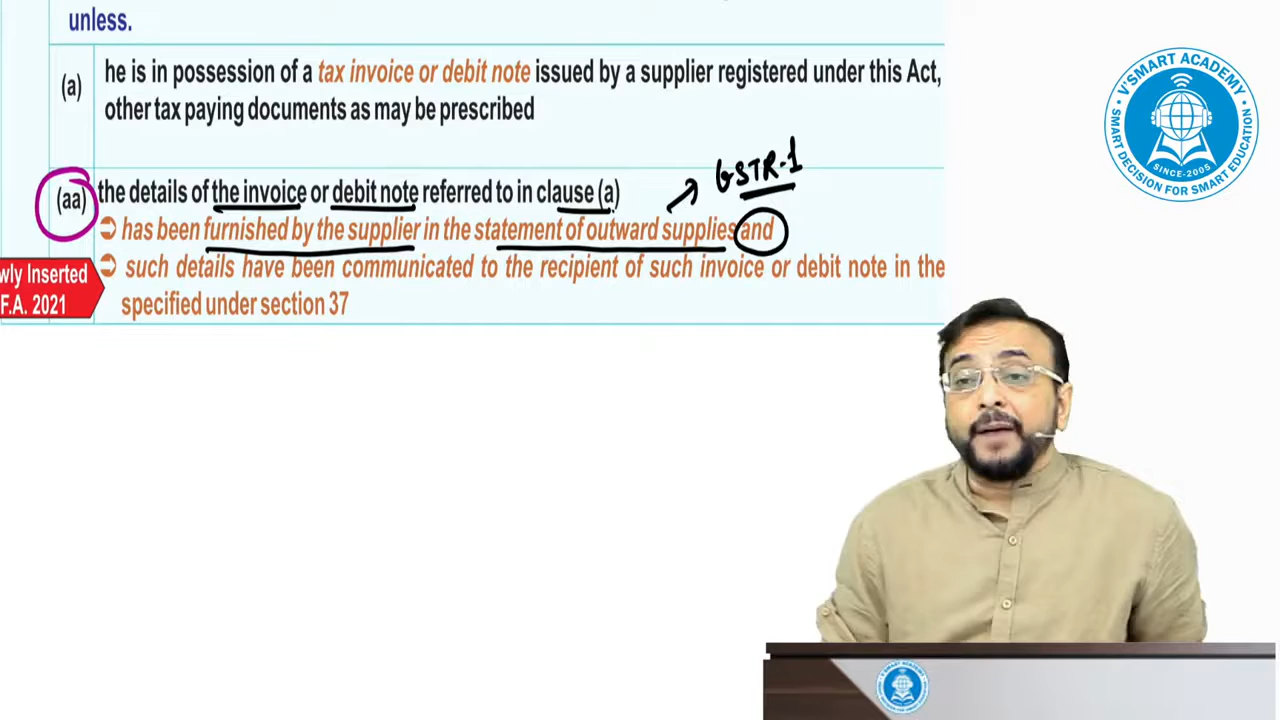 unless.
(a) he is in possession of a tax invoice or debit note issued by a supplier registered under this Act,
other tax paying documents as may be prescribed
GSTR-1
(aa) the details of the invoice or debit note referred to in clause (a)
➲ has been furnished by the supplier in the statement of outward supplies and
➲ such details have been communicated to the recipient of such invoice or debit note in the
specified under section 37
wly Inserted
F.A. 2021
V'SMART ACADEMY
SINCE-2005
SMART DECISION FOR SMART EDUCATION
V'SMART ACADEMY